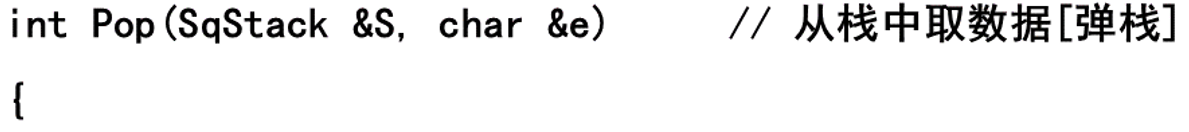 int Pop(SqStack &S, char &e) // 从栈中取数据[弹栈]
{